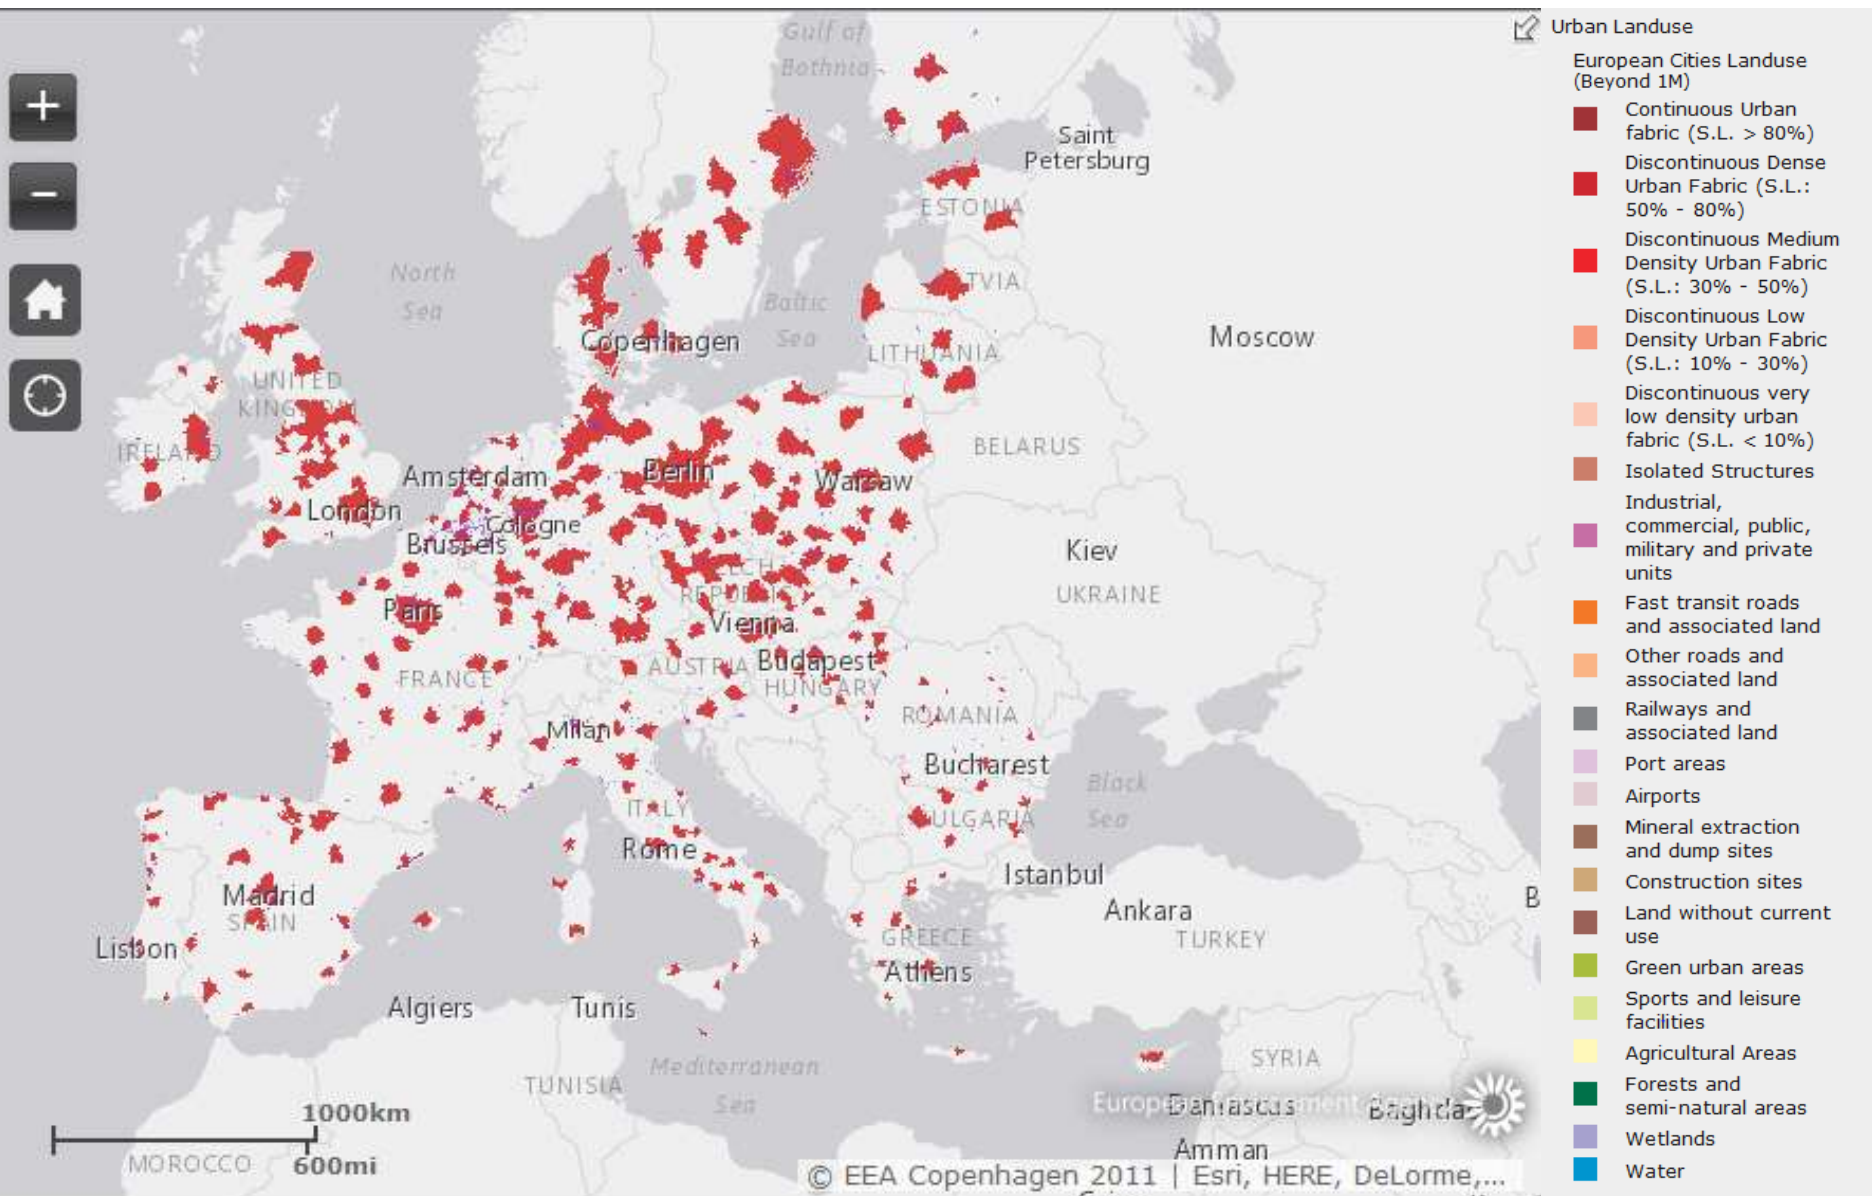 Gulf of
Bothnia
Saint
Petersburg
ESTONIA
North
Sea
TVIA
Baltic
Sea
Copenhagen
Moscow
LITHUANIA
UNITED
KINGDOM
IRELAND
BELARUS
Amsterdam
Berlin
Warsaw
London
Cologne
Brussels
Kiev
CZECH
REPUBLIC
UKRAINE
Paris
Vienna
AUSTRIA
Budapest
FRANCE
HUNGARY
ROMANIA
Milan
Bucharest
Black
Sea
ITALY
ULGARIA
Rome
Istanbul
Madrid
SPAIN
Ankara
GREECE
TURKEY
Lisbon
Athens
Algiers
Tunis
Mediterranean
Sea
SYRIA
TUNISIA
1000km
600mi
MOROCCO
Damascus
Amman
© EEA Copenhagen 2011 | Esri, HERE, DeLorme,...
Urban Landuse
European Cities Landuse
(Beyond 1M)
Continuous Urban
fabric (S.L. > 80%)
Discontinuous Dense
Urban Fabric (S.L.:
50% - 80%)
Discontinuous Medium
Density Urban Fabric
(S.L.: 30% - 50%)
Discontinuous Low
Density Urban Fabric
(S.L.: 10% - 30%)
Discontinuous very
low density urban
fabric (S.L. < 10%)
Isolated Structures
Industrial,
commercial, public,
military and private
units
Fast transit roads
and associated land
Other roads and
associated land
Railways and
associated land
Port areas
Airports
Mineral extraction
and dump sites
Construction sites
Land without current
use
Green urban areas
Sports and leisure
facilities
Agricultural Areas
Forests and
semi-natural areas
Wetlands
Water